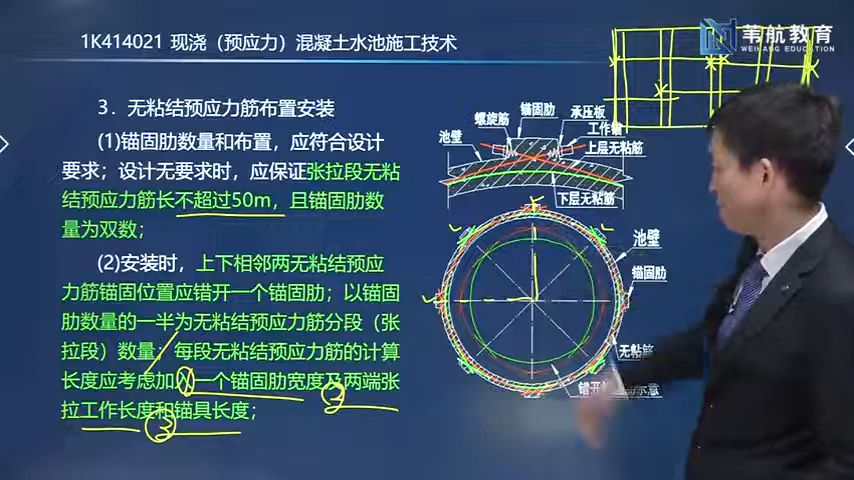 1K414021 现浇（预应力）混凝土水池施工技术
苇航教育
WEIHANG EDUCATION
3．无粘结预应力筋布置安装
(1)锚固肋数量和布置，应符合设计
要求；设计无要求时，应保证张拉段无粘
结预应力筋长不超过50m，且锚固肋数
量为双数；
(2)安装时，上下相邻两无粘结预应
力筋锚固位置应错开一个锚固肋；以锚固
肋数量的一半为无粘结预应力筋分段（张
拉段）数量；每段无粘结预应力筋的计算
长度应考虑加入一个锚固肋宽度及两端张
拉工作长度和锚具长度；
螺旋筋
锚固肋
承压板
工作锚
池壁
上层无粘筋
下层无粘筋
池壁
锚固肋
无粘筋